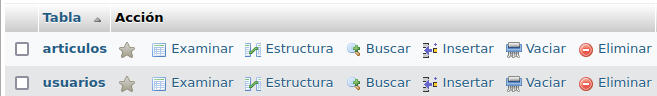 Tabla Acción
articulos Examinar Estructura Buscar Insertar Vaciar Eliminar
usuarios Examinar Estructura Buscar Insertar Vaciar Eliminar